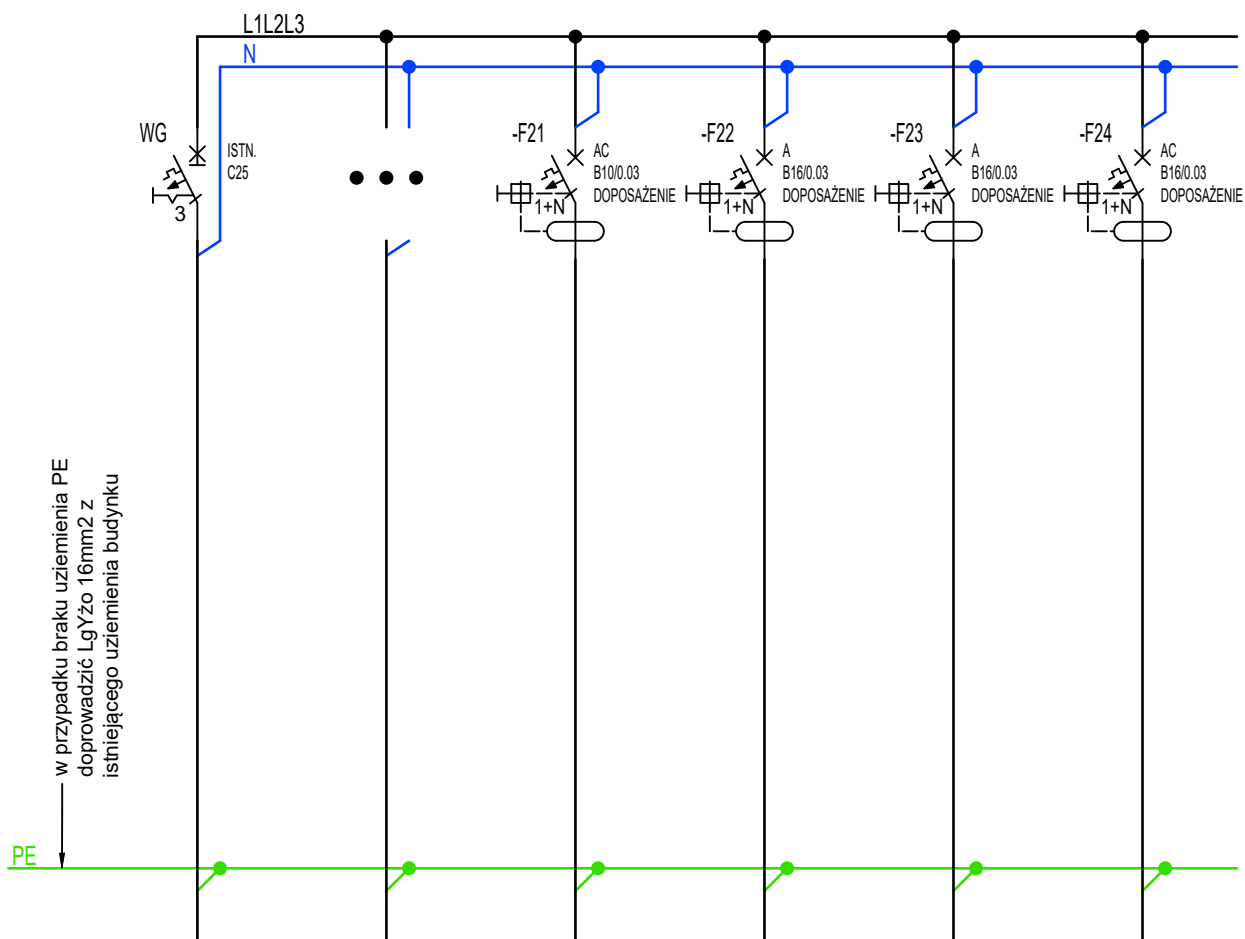 L1L2L3
N
WG
ISTN.
C25
3
-F21
AC
B10/0.03
DOPOSAŻENIE
1+N
-F22
A
B16/0.03
DOPOSAŻENIE
1+N
-F23
A
B16/0.03
DOPOSAŻENIE
1+N
-F24
AC
B16/0.03
DOPOSAŻENIE
1+N
w przypadku braku uziemienia PE
doprowadzić LgYżo 16mm2 z
istniejącego uziemienia budynku
PE